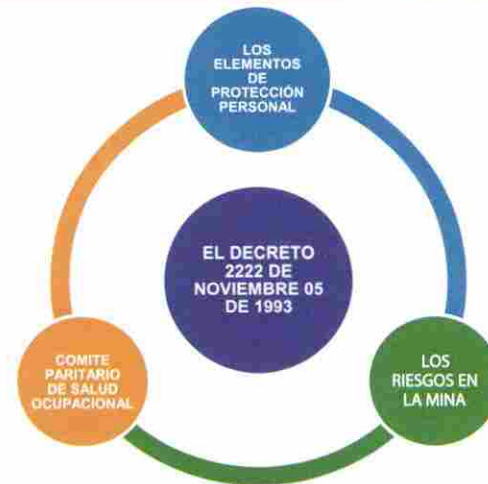 LOS
ELEMENTOS
DE
PROTECCIÓN
PERSONAL
EL DECRETO
2222 DE
NOVIEMBRE 05
DE 1993
COMITE
PARITARIO
DE SALUD
OCUPACIONAL
LOS
RIESGOS EN
LA MINA